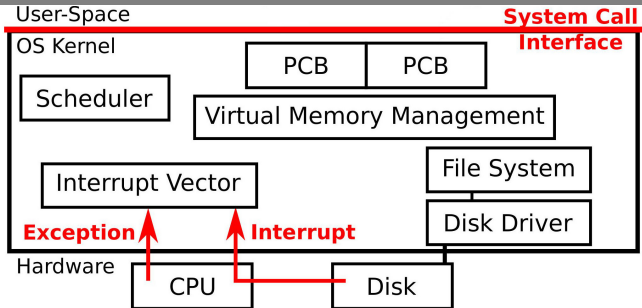 User-Space
System Call
Interface
OS Kernel
PCB
PCB
Scheduler
Virtual Memory Management
File System
Interrupt Vector
Disk Driver
Exception
Interrupt
Hardware
CPU
Disk